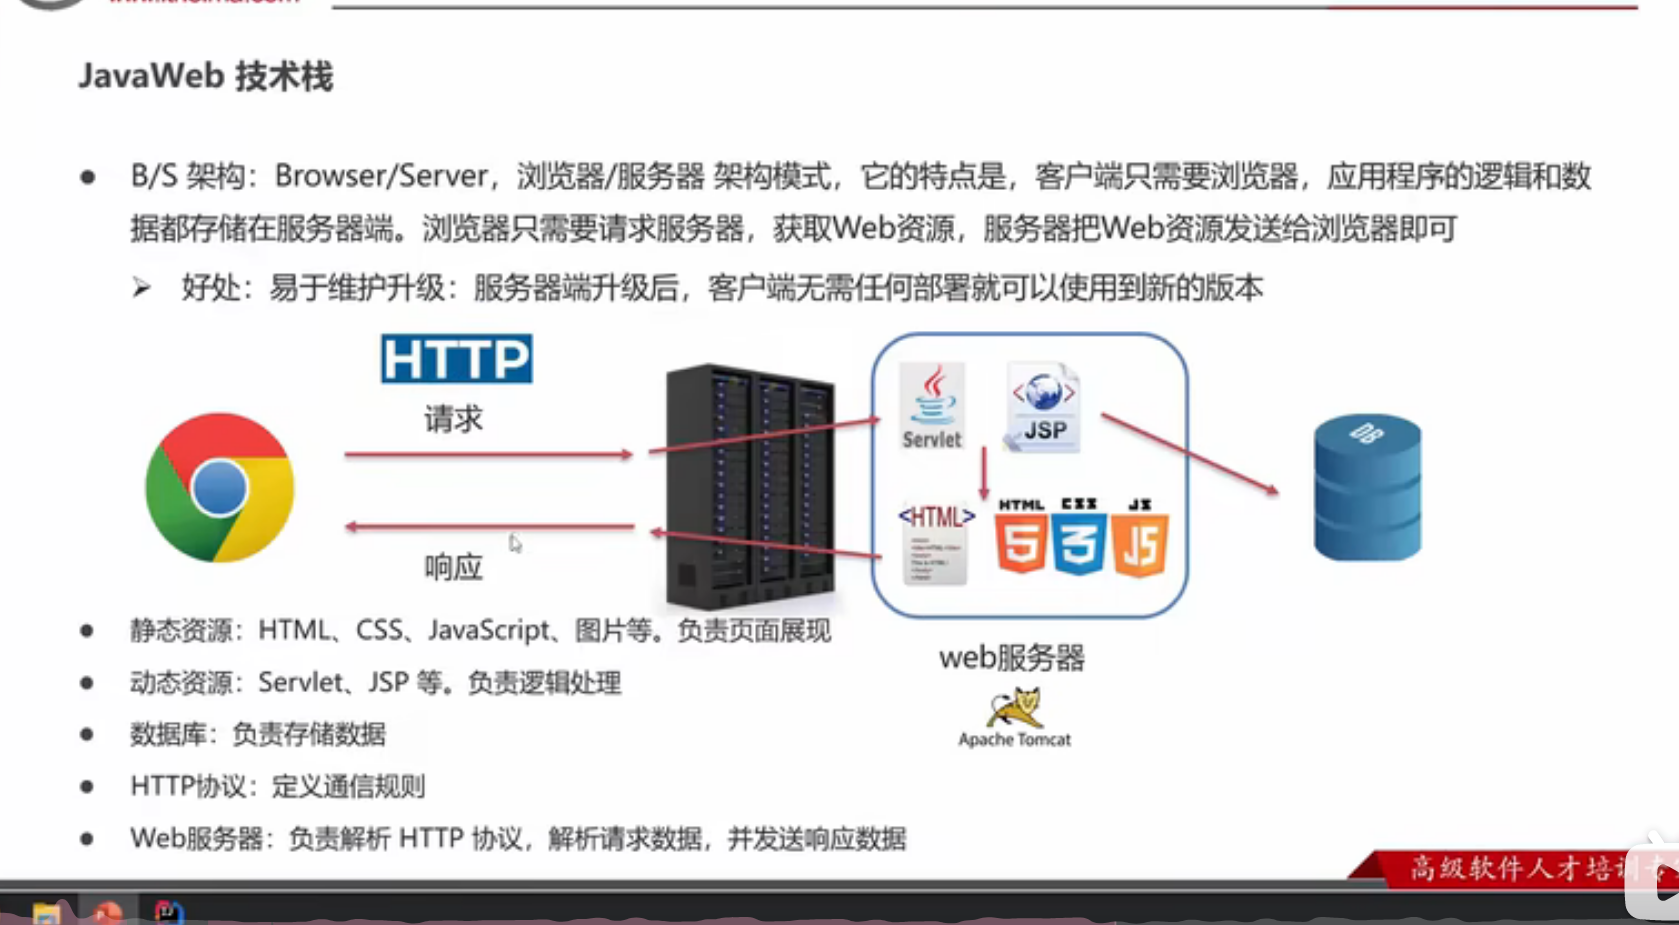 JavaWeb 技术栈
● B/S 架构：Browser/Server，浏览器/服务器 架构模式，它的特点是，客户端只需要浏览器，应用程序的逻辑和数
据都存储在服务器端。浏览器只需要请求服务器，获取Web资源，服务器把Web资源发送给浏览器即可
➢ 好处：易于维护升级：服务器端升级后，客户端无需任何部署就可以使用到新的版本
HTTP
请求
响应
Servlet
<>
JSP
<HTML>
HTML CSS JS
5 3 JS
DB
● 静态资源：HTML、CSS、JavaScript、图片等。负责页面展现
● 动态资源：Servlet、JSP 等。负责逻辑处理
● 数据库：负责存储数据
● HTTP协议：定义通信规则
● Web服务器：负责解析 HTTP 协议，解析请求数据，并发送响应数据
web服务器
Apache Tomcat
高级软件人才培训专